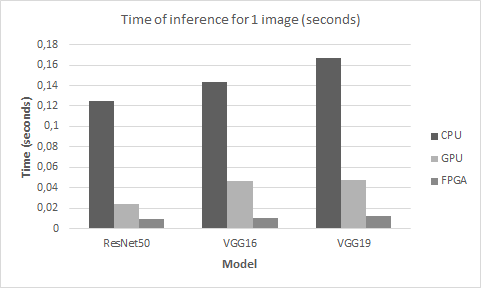 Time of inference for 1 image (seconds)
0,18
0,16
0,14
0,12
0,1
0,08
0,06
0,04
0,02
0
Time (seconds)
ResNet50 VGG16 VGG19
Model
CPU
GPU
FPGA